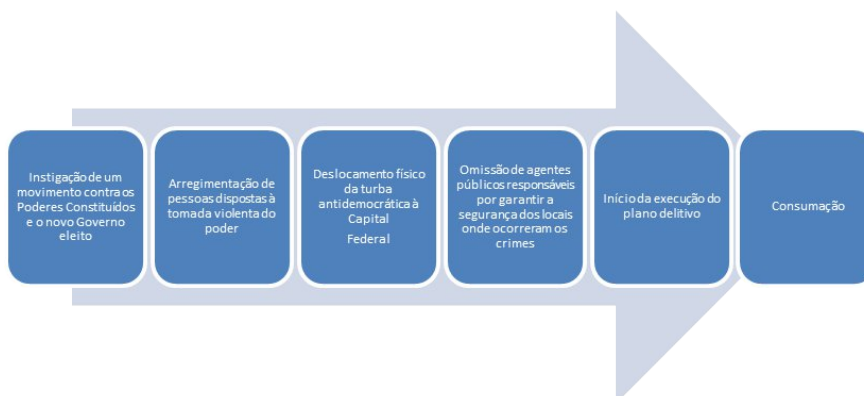 Instigação de um
movimento contra os
Poderes Constituídos
e o novo Governo
eleito
Arregimentação de
pessoas dispostas à
tomada violenta do
poder
Deslocamento físico
da turba
antidemocrática à
Capital
Federal
Omissão de agentes
públicos responsáveis
por garantir a
segurança dos locais
onde ocorreram os
crimes
Início da execução do
plano delitivo
Consumação